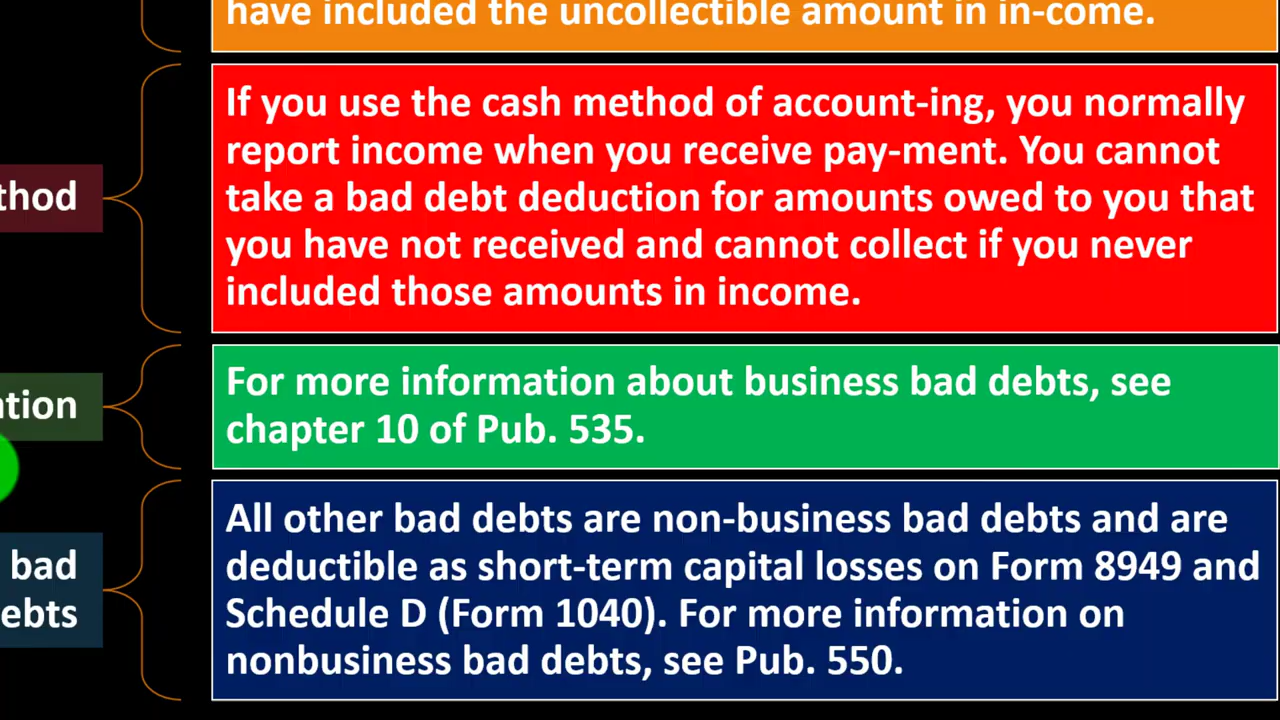 have included the uncollectible amount in in-come.
thod
If you use the cash method of account-ing, you normally
report income when you receive pay-ment. You cannot
take a bad debt deduction for amounts owed to you that
you have not received and cannot collect if you never
included those amounts in income.
ation
For more information about business bad debts, see
chapter 10 of Pub. 535.
bad
ebts
All other bad debts are non-business bad debts and are
deductible as short-term capital losses on Form 8949 and
Schedule D (Form 1040). For more information on
nonbusiness bad debts, see Pub. 550.